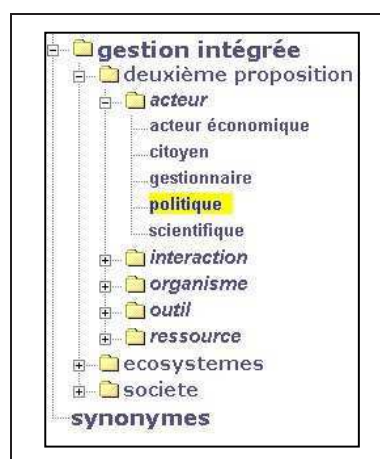 gestion intégrée
deuxième proposition
acteur
acteur économique
citoyen
gestionnaire
politique
scientifique
interaction
organisme
outil
ressource
ecosystemes
societe
synonymes